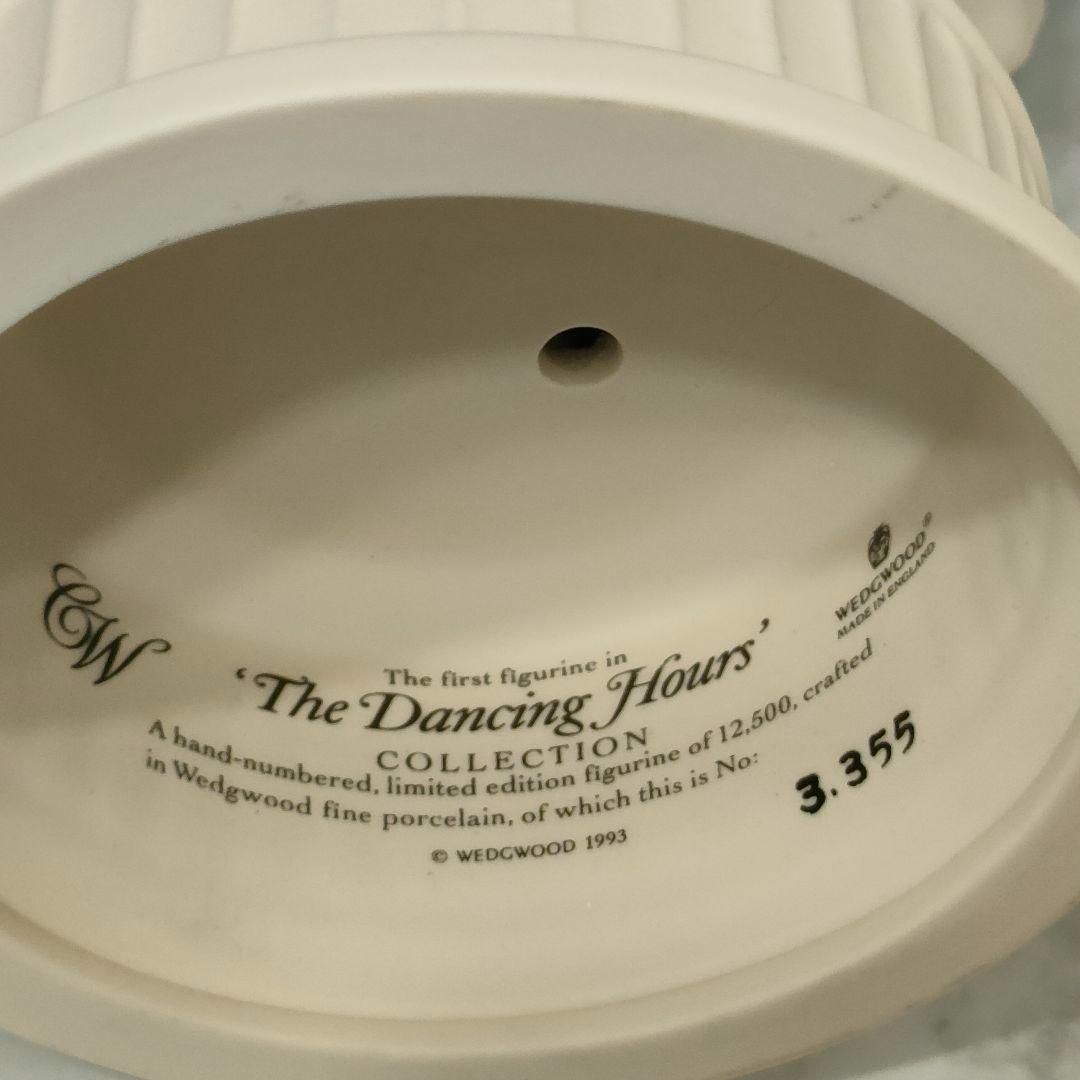 CW
WEDGWOOD®
MADE IN ENGLAND
The first figurine in
‘The Dancing Hours’
COLLECTION
A hand-numbered, limited edition figurine of 12,500, crafted
in Wedgwood fine porcelain, of which this is No:
3.355
© WEDGWOOD 1993